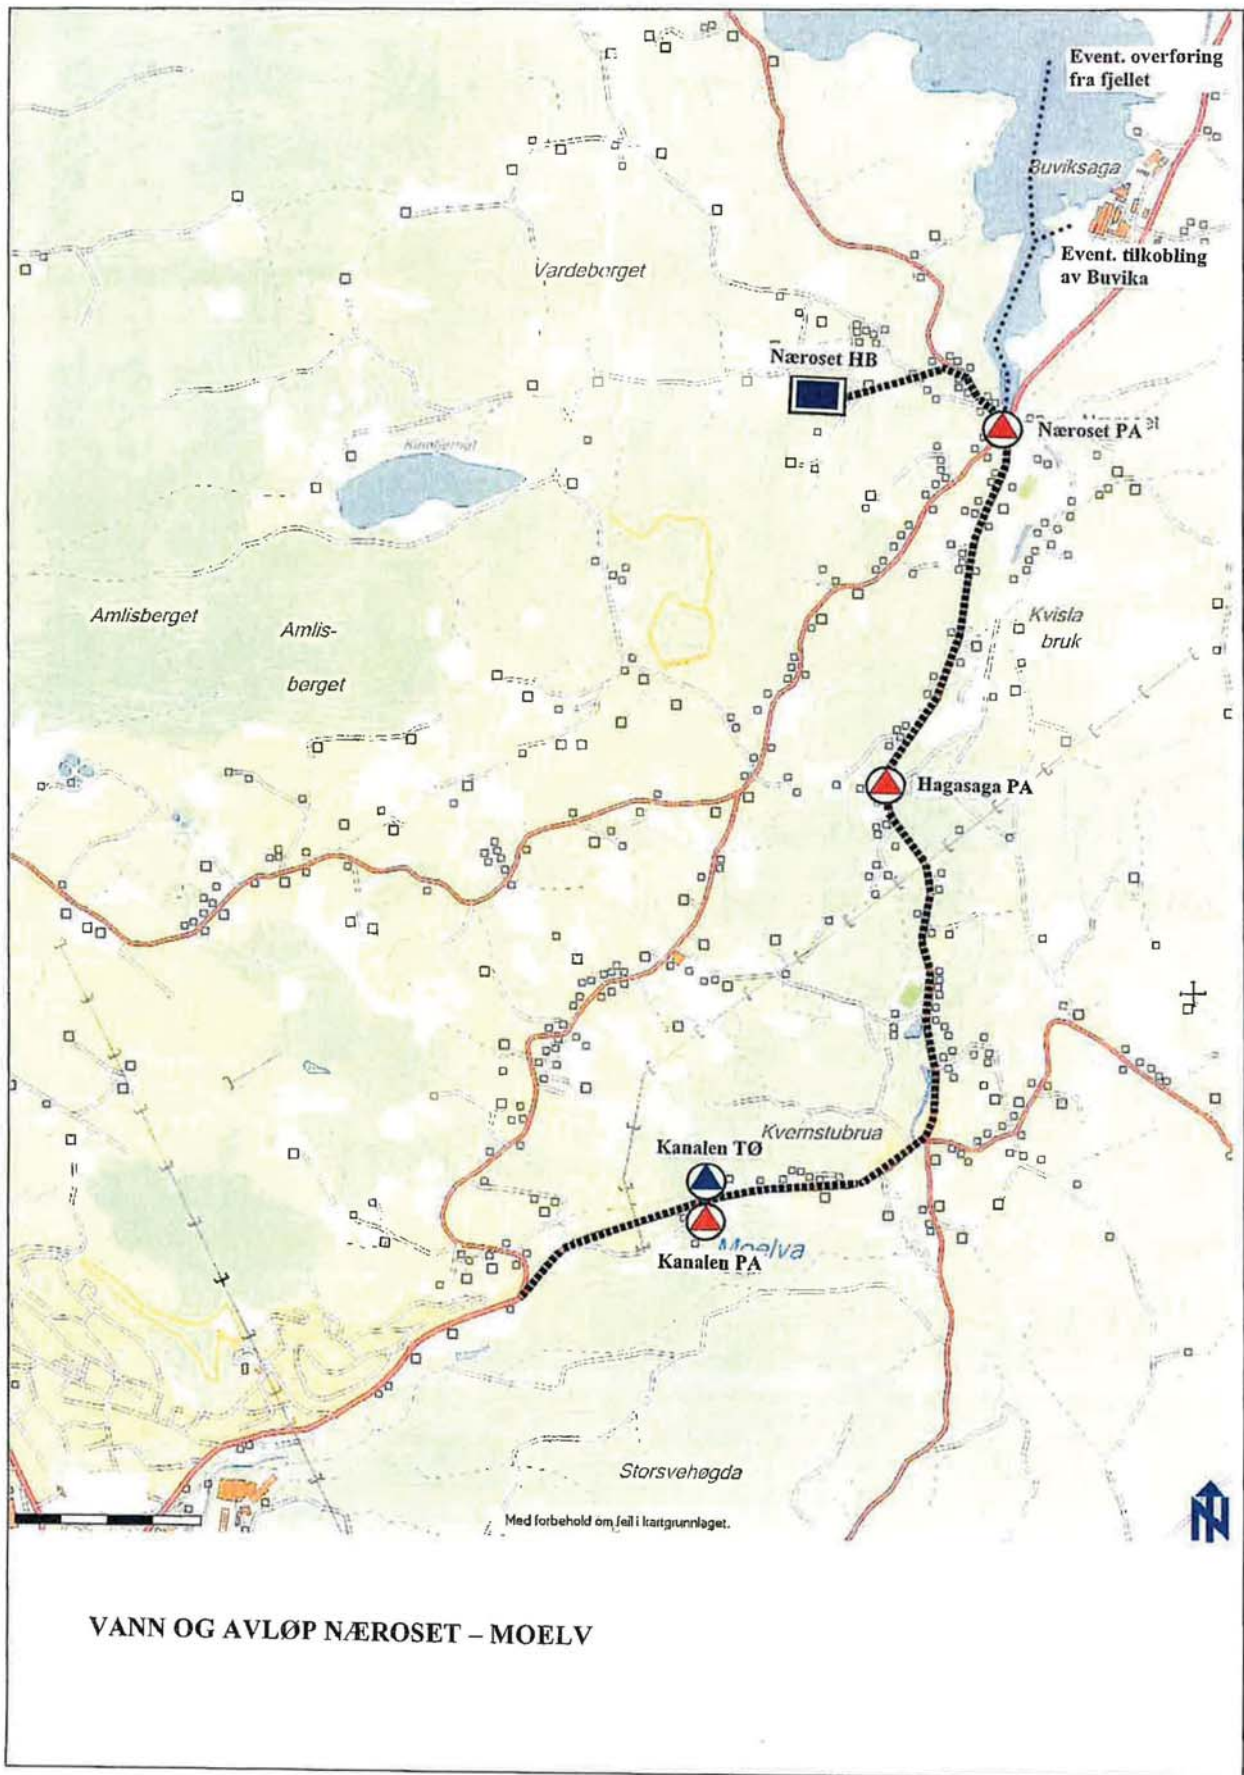 Event. overføring
fra fjellet
Buviksaga
Event. tilkobling
av Buvika
Vardeberget
Næroset HB
Næroset PA
Amlisberget
Amlis-
berget
Kvisla
bruk
Hagasaga PA
Kvernstubrua
Kanalen TØ
Moelva
Kanalen PA
Storsvehøgda
Med forbehold om feil i kartgrunnlaget.
N
VANN OG AVLØP NÆROSET – MOELV